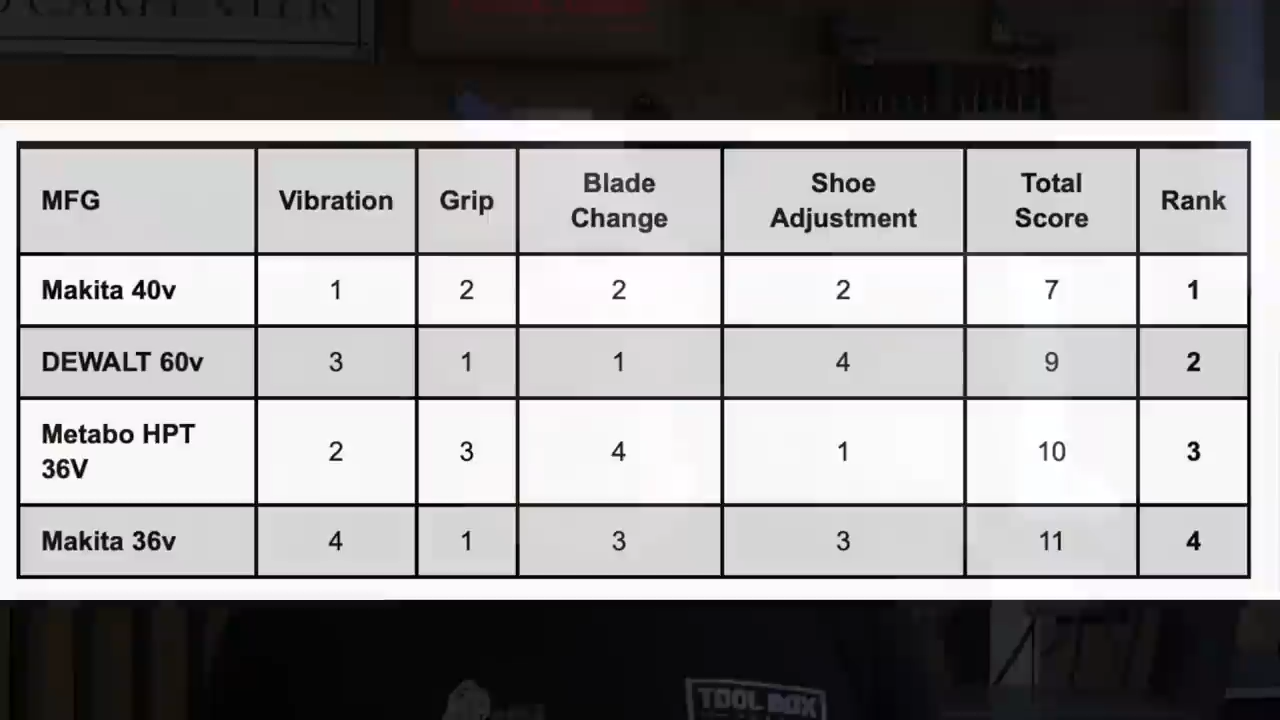 CARPENTER
MFG Vibration Grip Blade Change Shoe Adjustment Total Score Rank
Makita 40v 1 2 2 2 7 1
DEWALT 60v 3 1 1 4 9 2
Metabo HPT 36V 2 3 4 1 10 3
Makita 36v 4 1 3 3 11 4
TOOL BOX